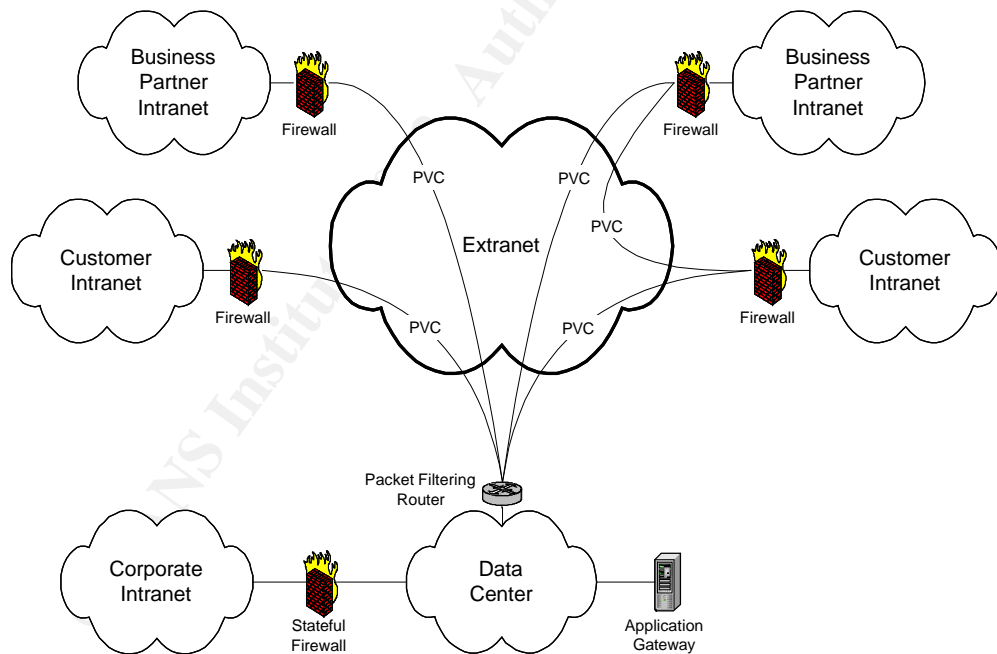 Business
Partner
Intranet
Firewall
Business
Partner
Intranet
Firewall
PVC
PVC
PVC
Extranet
Customer
Intranet
Firewall
Customer
Intranet
Firewall
PVC
PVC
Packet Filtering
Router
Corporate
Intranet
Stateful
Firewall
Data
Center
Application
Gateway